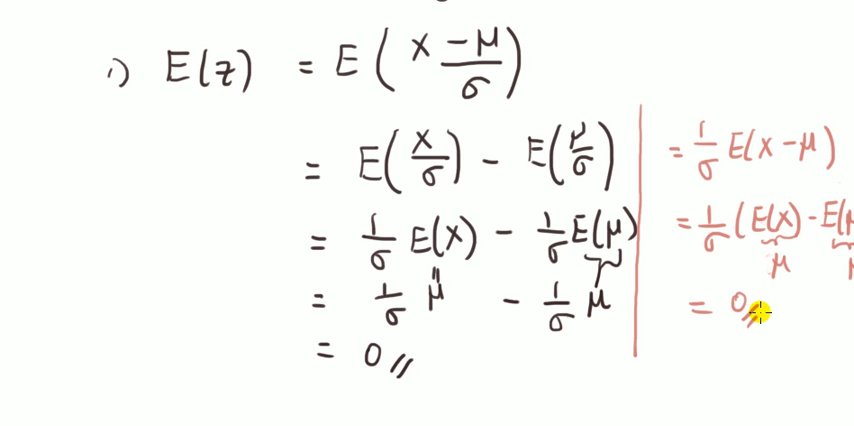 i) E(z) = E(x-μ/σ)
= E(x/σ) - E(μ/σ)
= 1/σ E(x) - 1/σ E(μ)
= 1/σ μ - 1/σ μ
= 0
= 1/σ E(x-μ)
= 1/σ (E(x) - E(μ
μ μ
= 0